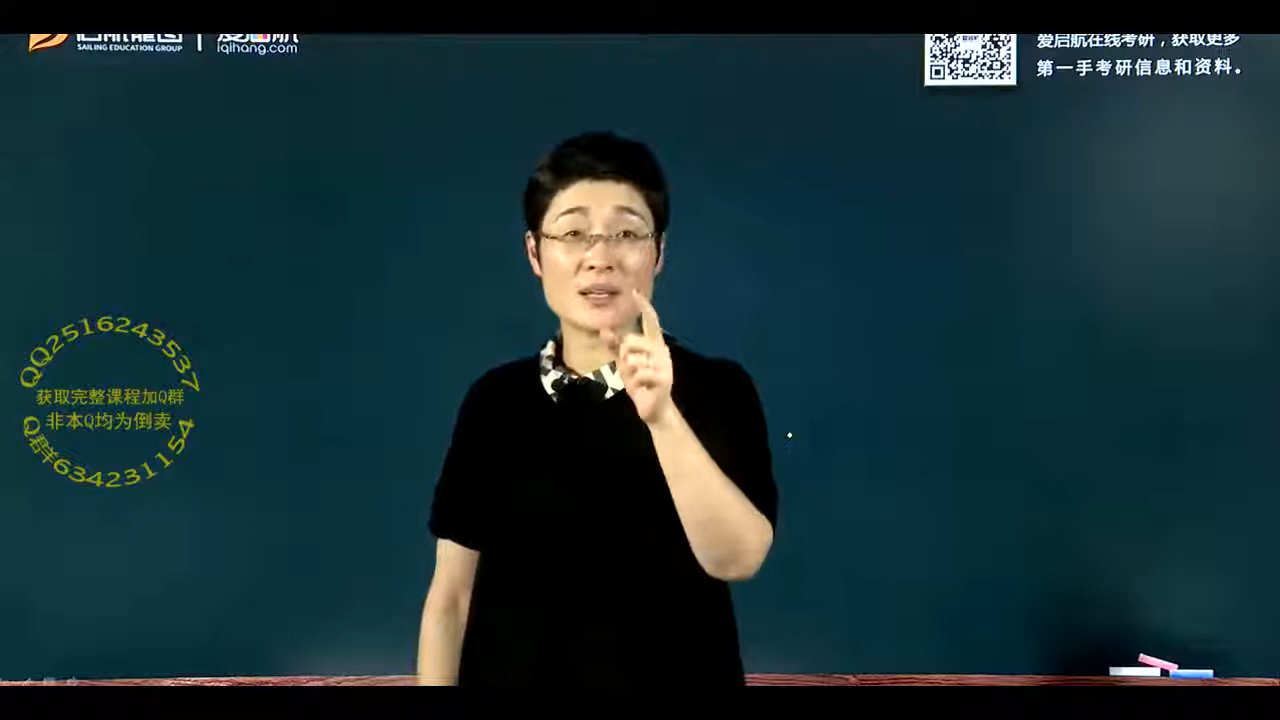 SAILING EDUCATION GROUP
iqihang.com
爱启航在线考研，获取更多
第一手考研信息和资料。
QQ2516243537
获取完整课程加Q群
非本Q均为倒卖
Q群634231154